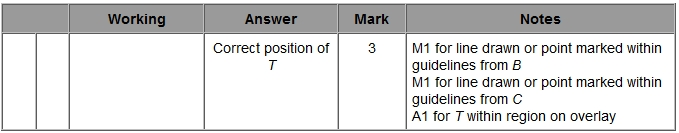 Working Answer Mark Notes
Correct position of 3 M1 for line drawn or point marked within
T guidelines from B
M1 for line drawn or point marked within
guidelines from C
A1 for T within region on overlay